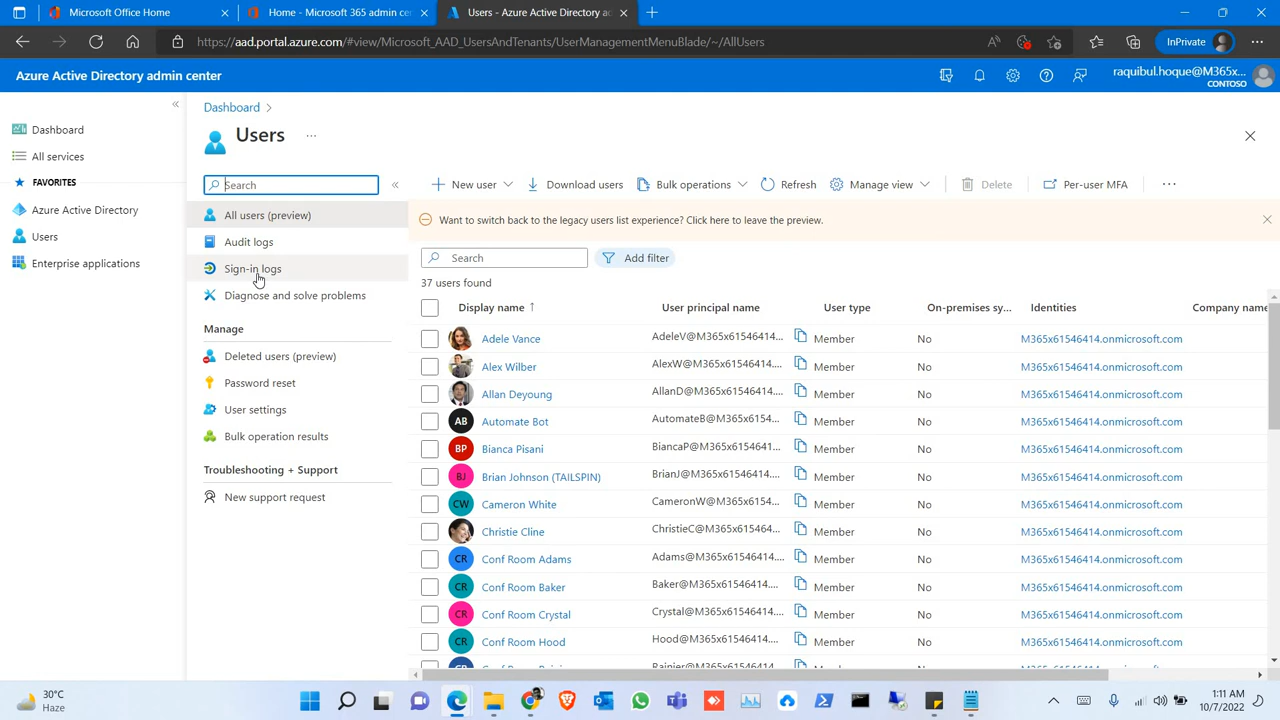 Microsoft Office Home
Home - Microsoft 365 admin cen
Users - Azure Active Directory ad
https://aad.portal.azure.com/#view/Microsoft_AAD_UsersAndTenants/UserManagementMenuBlade/~/AllUsers
InPrivate
Azure Active Directory admin center
raquibul.hoque@M365x...
CONTOSO
Dashboard
All services
FAVORITES
Azure Active Directory
Users
Enterprise applications
Dashboard >
Users ...
Search
All users (preview)
Audit logs
Sign-in logs
Diagnose and solve problems
Manage
Deleted users (preview)
Password reset
User settings
Bulk operation results
Troubleshooting + Support
New support request
New user Download users Bulk operations Refresh Manage view Delete Per-user MFA ...
Want to switch back to the legacy users list experience? Click here to leave the preview.
Search Add filter
37 users found
Display name ↑ User principal name User type On-premises sy... Identities Company name
Adele Vance AdeleV@M365x61546414.... Member No M365x61546414.onmicrosoft.com
Alex Wilber AlexW@M365x61546414.... Member No M365x61546414.onmicrosoft.com
Allan Deyoung AllanD@M365x61546414.... Member No M365x61546414.onmicrosoft.com
AB Automate Bot AutomateB@M365x6154... Member No M365x61546414.onmicrosoft.com
BP Bianca Pisani BiancaP@M365x6154641... Member No M365x61546414.onmicrosoft.com
BJ Brian Johnson (TAILSPIN) BrianJ@M365x61546414.... Member No M365x61546414.onmicrosoft.com
CW Cameron White CameronW@M365x6154... Member No M365x61546414.onmicrosoft.com
Christie Cline ChristieC@M365x61546... Member No M365x61546414.onmicrosoft.com
CR Conf Room Adams Adams@M365x61546414.... Member No M365x61546414.onmicrosoft.com
CR Conf Room Baker Baker@M365x61546414.... Member No M365x61546414.onmicrosoft.com
CR Conf Room Crystal Crystal@M365x61546414... Member No M365x61546414.onmicrosoft.com
CR Conf Room Hood Hood@M365x61546414.... Member No M365x61546414.onmicrosoft.com
30°C
Haze
1:11 AM
10/7/2022